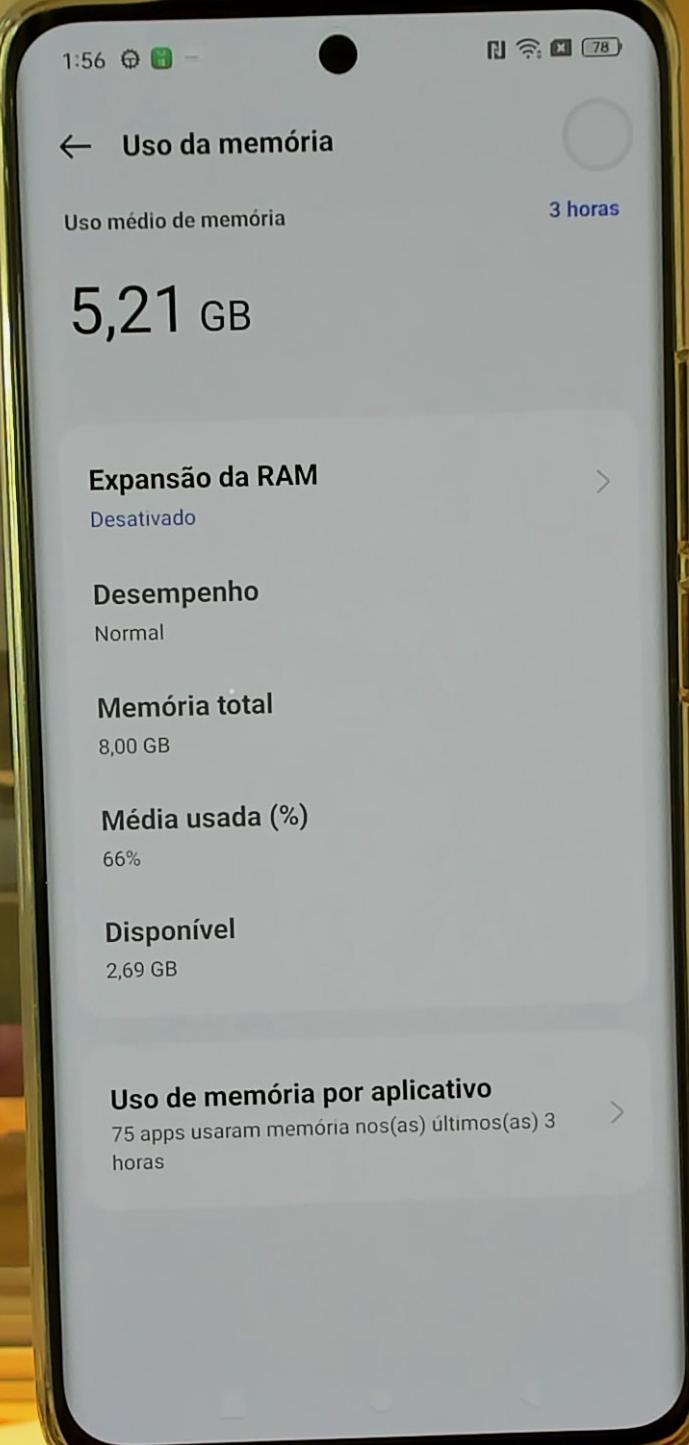 1:56
78
Uso da memória
Uso médio de memória
3 horas
5,21 GB
Expansão da RAM
Desativado
Desempenho
Normal
Memória total
8,00 GB
Média usada (%)
66%
Disponível
2,69 GB
Uso de memória por aplicativo
75 apps usaram memória nos(as) últimos(as) 3
horas